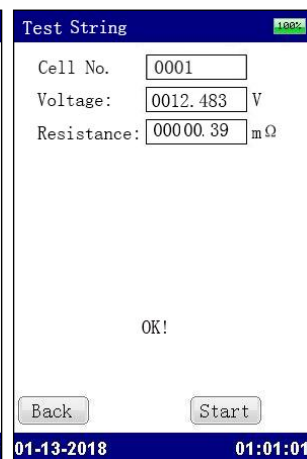 Test String 100%
Cell No. 0001
Voltage: 0012.483 V
Resistance: 00000.39 mΩ
OK!
Back Start
01-13-2018 01:01:01